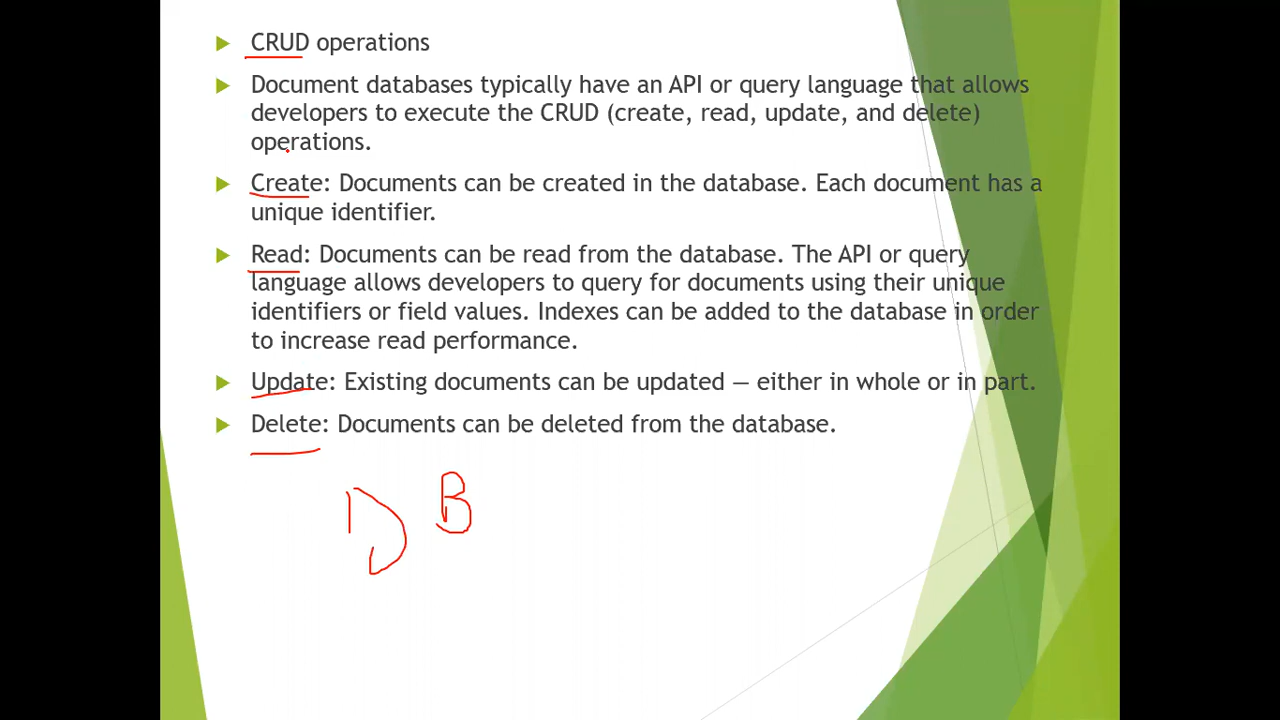 CRUD operations
Document databases typically have an API or query language that allows
developers to execute the CRUD (create, read, update, and delete)
operations.
Create: Documents can be created in the database. Each document has a
unique identifier.
Read: Documents can be read from the database. The API or query
language allows developers to query for documents using their unique
identifiers or field values. Indexes can be added to the database in order
to increase read performance.
Update: Existing documents can be updated — either in whole or in part.
Delete: Documents can be deleted from the database.
D B